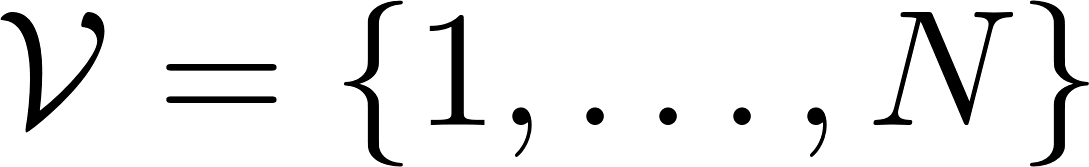 𝒱 = {1, . . . , N}